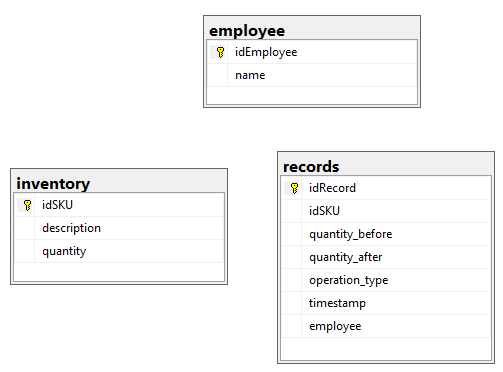 employee
idEmployee
name
inventory
idSKU
description
quantity
records
idRecord
idSKU
quantity_before
quantity_after
operation_type
timestamp
employee